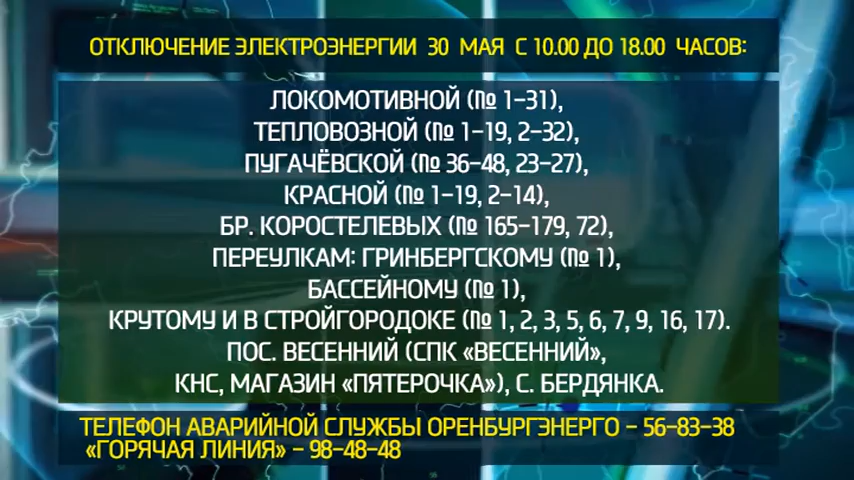 ОТКЛЮЧЕНИЕ ЭЛЕКТРОЭНЕРГИИ 30 МАЯ С 10.00 ДО 18.00 ЧАСОВ:
ЛОКОМОТИВНОЙ (№ 1-31),
ТЕПЛОВОЗНОЙ (№ 1-19, 2-32),
ПУГАЧЁВСКОЙ (№ 36-48, 23-27),
КРАСНОЙ (№ 1-19, 2-14),
БР. КОРОСТЕЛЕВЫХ (№ 165-179, 72),
ПЕРЕУЛКАМ: ГРИНБЕРГСКОМУ (№ 1),
БАССЕЙНОМУ (№ 1),
КРУТОМУ И В СТРОЙГОРОДОКЕ (№ 1, 2, 3, 5, 6, 7, 9, 16, 17).
ПОС. ВЕСЕННИЙ (СПК «ВЕСЕННИЙ»,
КНС, МАГАЗИН «ПЯТЕРОЧКА»), С. БЕРДЯНКА.
ТЕЛЕФОН АВАРИЙНОЙ СЛУЖБЫ ОРЕНБУРГЭНЕРГО - 56-83-38
«ГОРЯЧАЯ ЛИНИЯ» - 98-48-48